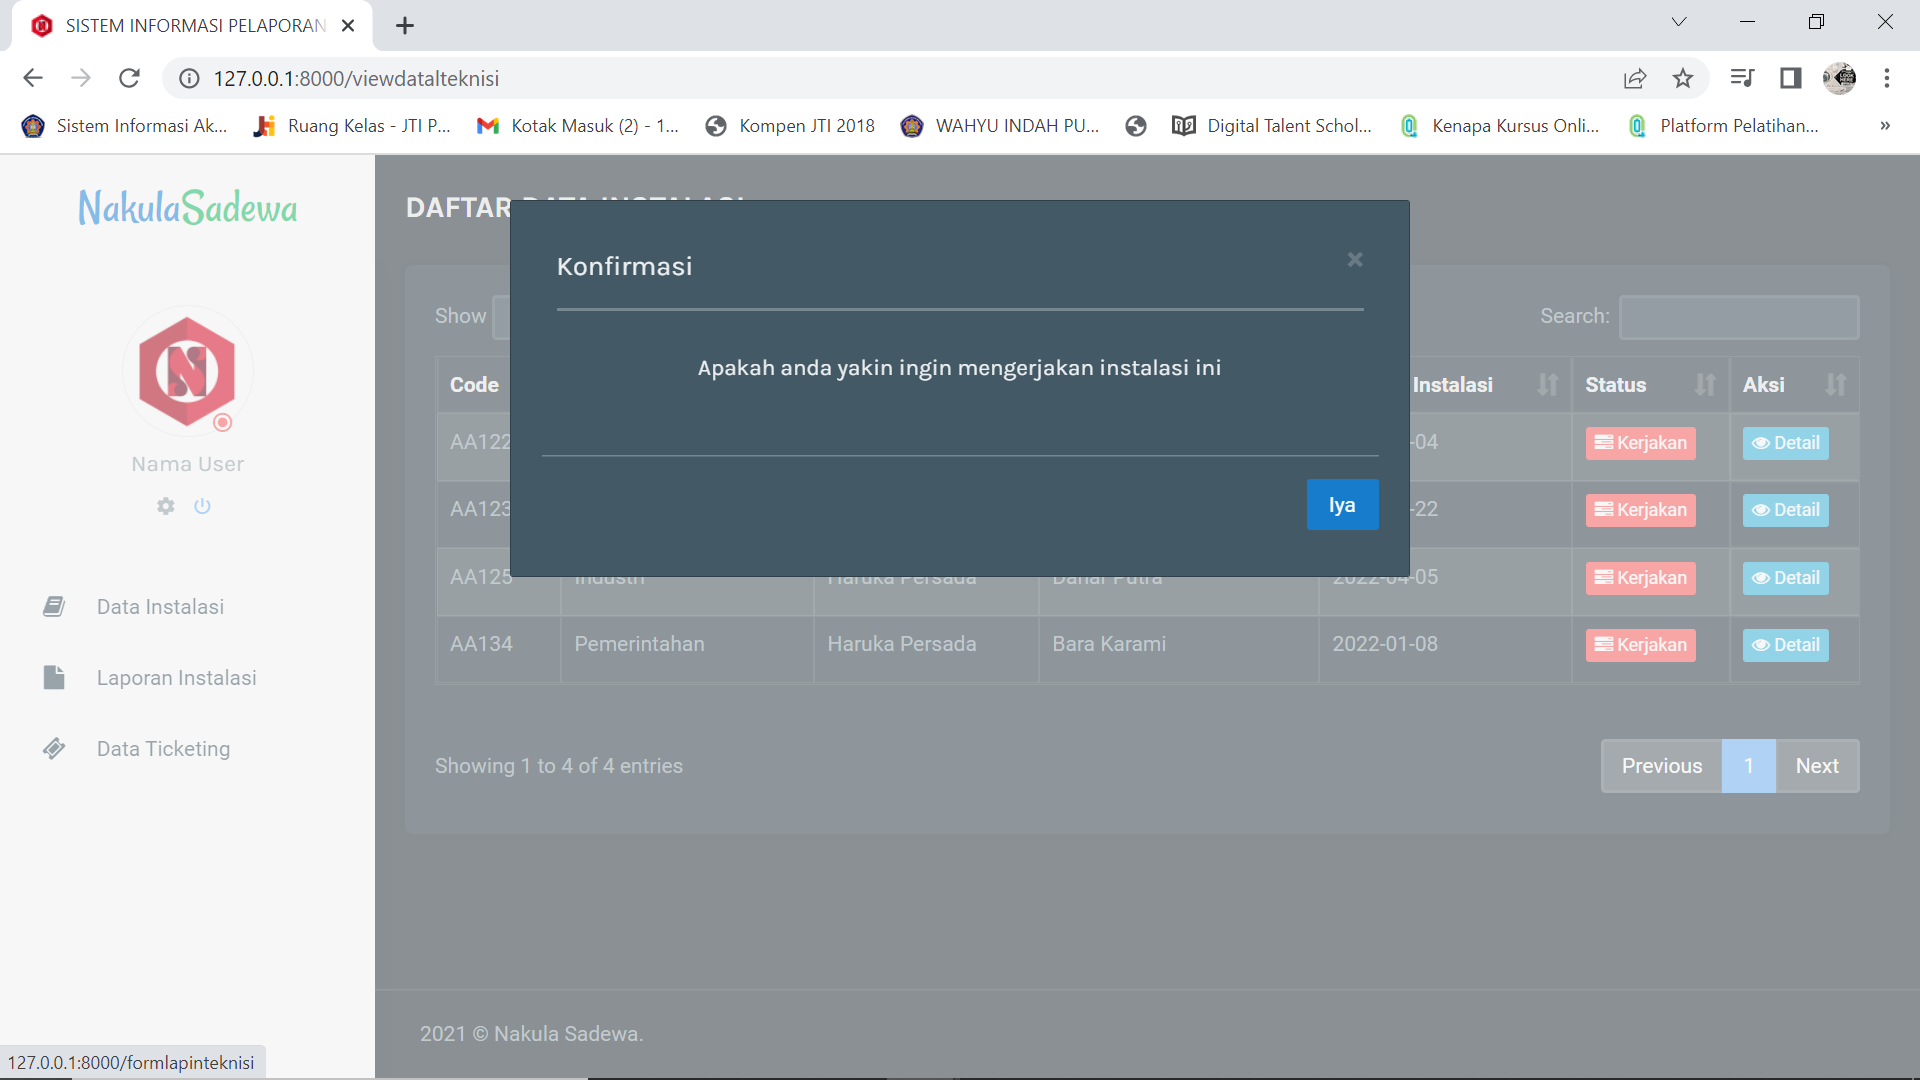 SISTEM INFORMASI PELAPORAN
127.0.0.1:8000/viewdatalteknisi
Sistem Informasi Ak... Ruang Kelas - JTI P... Kotak Masuk (2) - 1... Kompen JTI 2018 WAHYU INDAH PU... Digital Talent Schol... Kenapa Kursus Onli... Platform Pelatihan... »
NakulaSadewa
Nama User
Data Instalasi
Laporan Instalasi
Data Ticketing
DAFTAR DATA INSTALASI
Konfirmasi ×
Apakah anda yakin ingin mengerjakan instalasi ini
Iya
Show Search:
Code Instalasi Status Aksi
AA122 -04 Kerjakan Detail
AA123 -22 Kerjakan Detail
AA125 Industri Haruka Persada Danar Putra 2022-04-05 Kerjakan Detail
AA134 Pemerintahan Haruka Persada Bara Karami 2022-01-08 Kerjakan Detail
Showing 1 to 4 of 4 entries
Previous 1 Next
2021 © Nakula Sadewa.
127.0.0.1:8000/formlapinteknisi